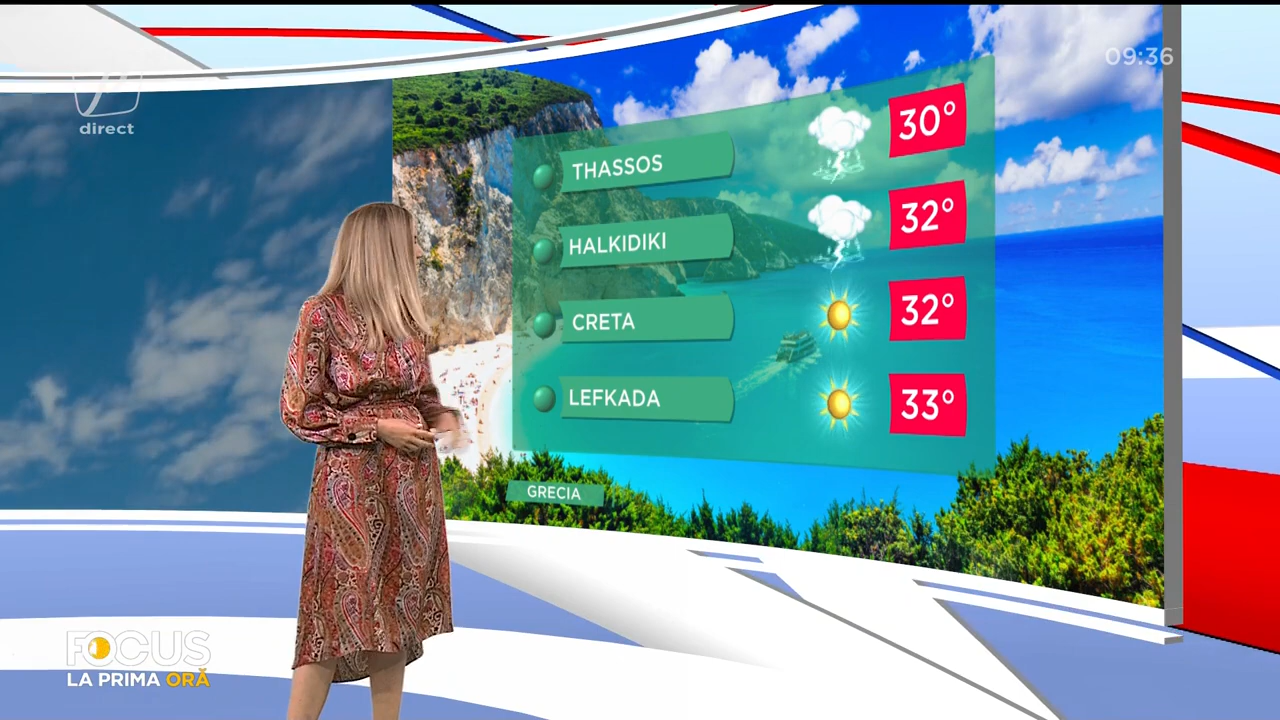 09:36
direct
THASSOS 30°
HALKIDIKI 32°
CRETA 32°
LEFKADA 33°
GRECIA
FOCUS
LA PRIMA ORĂ